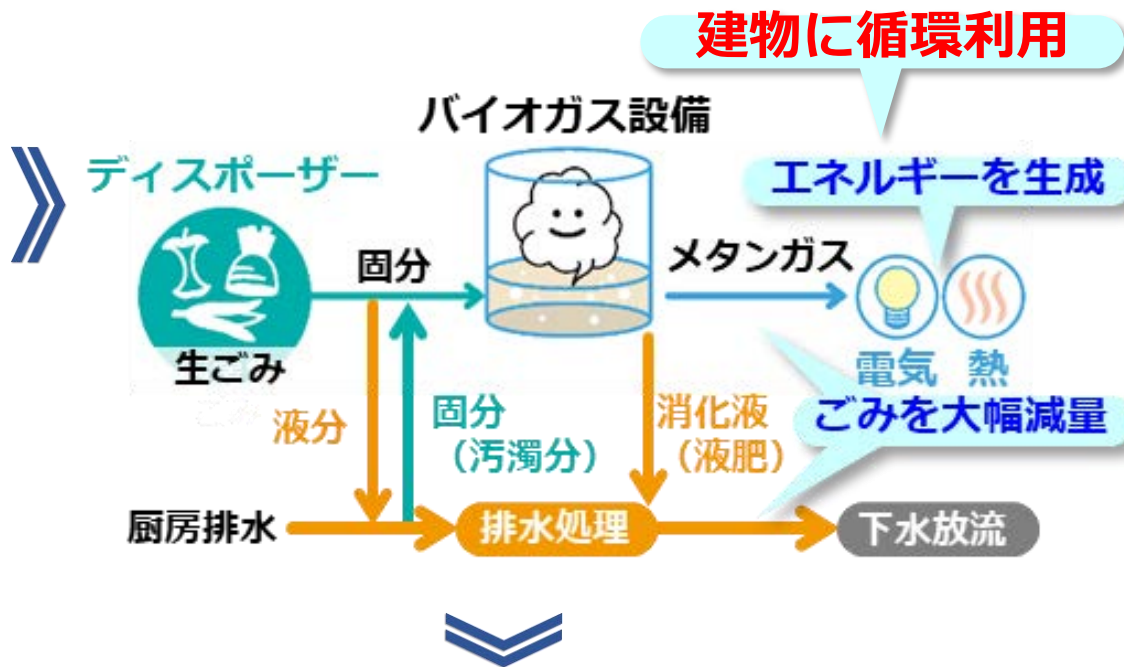 建物に循環利用
バイオガス設備
ディスポーザー
エネルギーを生成
固分
メタンガス
生ごみ
電気 熱
液分
固分
（汚濁分）
消化液
（液肥）
ごみを大幅減量
厨房排水
排水処理
下水放流